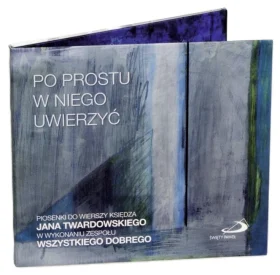 PO PROSTU
W NIEGO
UWIERZYĆ
PIOSENKI DO WIERSZY KSIĘDZA
JANA TWARDOWSKIEGO
W WYKONANIU ZESPOŁU
WSZYSTKIEGO DOBREGO